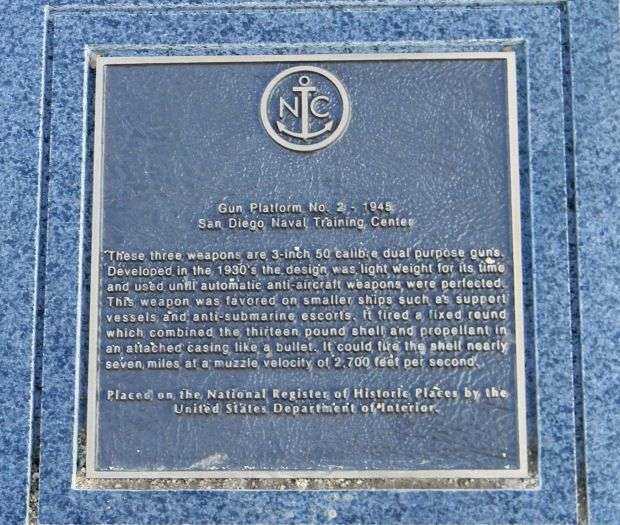 NC
Gun Platform No. 2 - 1945
San Diego Naval Training Center
These three weapons are 3-inch 50 calibre dual purpose guns.
Developed in the 1930's the design was light weight for its time
and used until automatic anti-aircraft weapons were perfected.
This weapon was favored on smaller ships such as support
vessels and anti-submarine escorts. It fired a fixed round
which combined the thirteen pound shell and propellant in
an attached casing like a bullet. It could fire the shell nearly
seven miles at a muzzle velocity of 2,700 feet per second.
Placed on the National Register of Historic Places by the
United States Department of Interior.